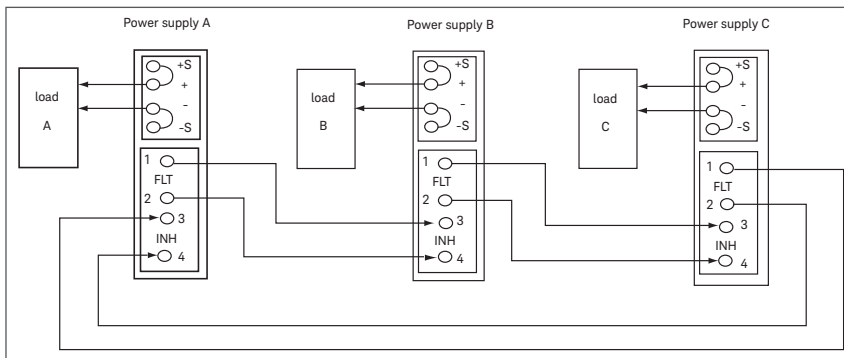 Power supply A
Power supply B
Power supply C
load
A
+S
+
-
-S
1
FLT
2
3
INH
4
load
B
+S
+
-
-S
1
FLT
2
3
INH
4
load
C
+S
+
-
-S
1
FLT
2
3
INH
4